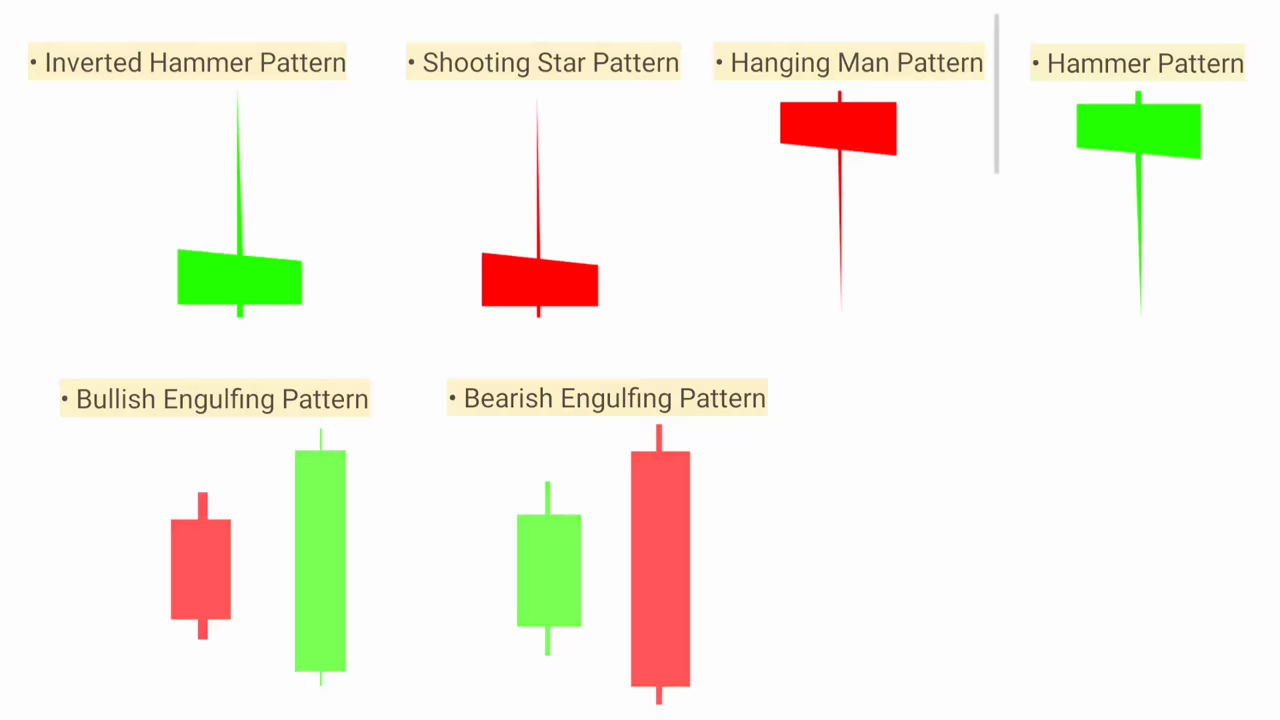 • Inverted Hammer Pattern
• Shooting Star Pattern
• Hanging Man Pattern
• Hammer Pattern
• Bullish Engulfing Pattern
• Bearish Engulfing Pattern